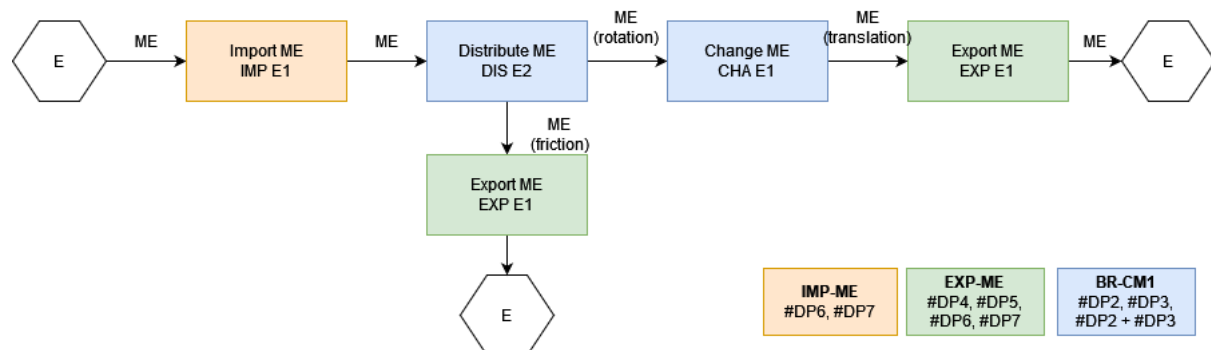 E
ME
Import ME
IMP E1
ME
Distribute ME
DIS E2
ME
(rotation)
Change ME
CHA E1
ME
(translation)
Export ME
EXP E1
ME
E
ME
(friction)
Export ME
EXP E1
E
IMP-ME
#DP6, #DP7
EXP-ME
#DP4, #DP5,
#DP6, #DP7
BR-CM1
#DP2, #DP3,
#DP2 + #DP3